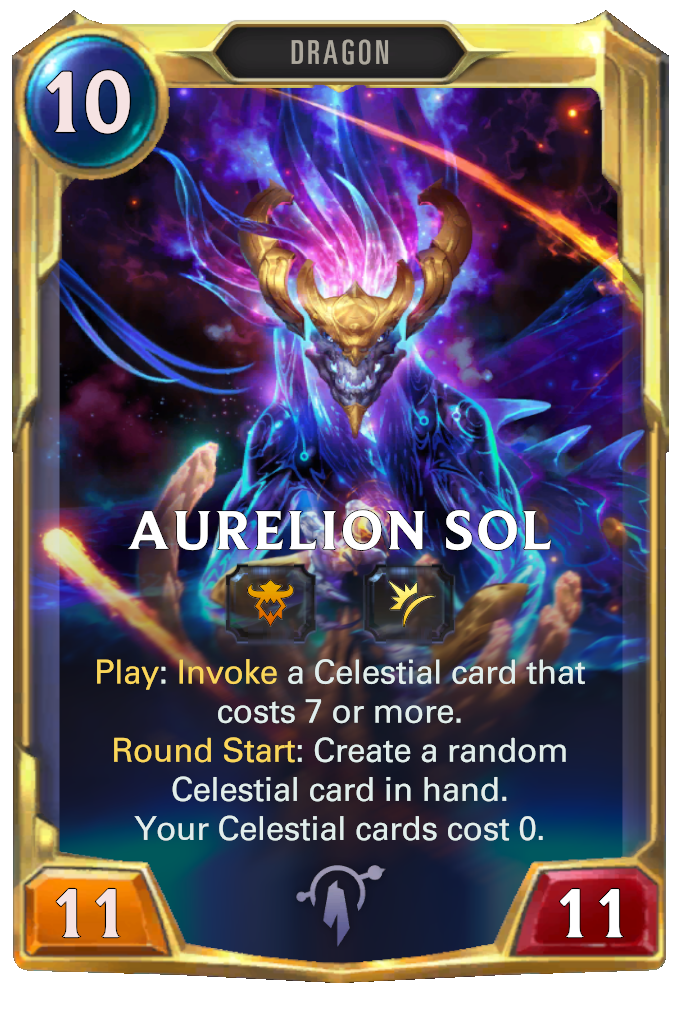 DRAGON
10
AURELION SOL
Play: Invoke a Celestial card that
costs 7 or more.
Round Start: Create a random
Celestial card in hand.
Your Celestial cards cost 0.
11
11